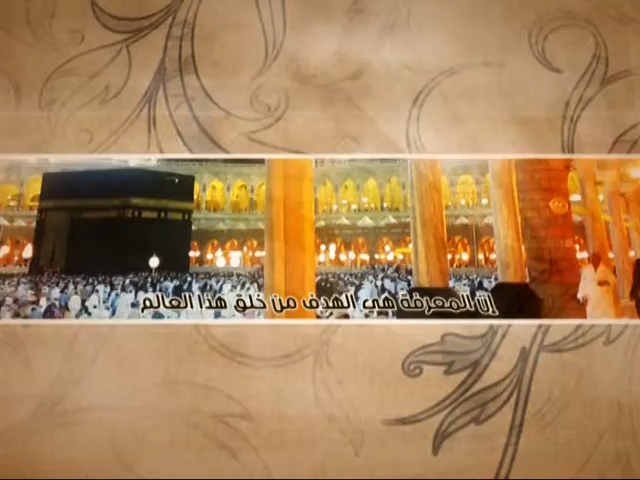 إن المعرفة هي الهدف من خلق هذا العالم